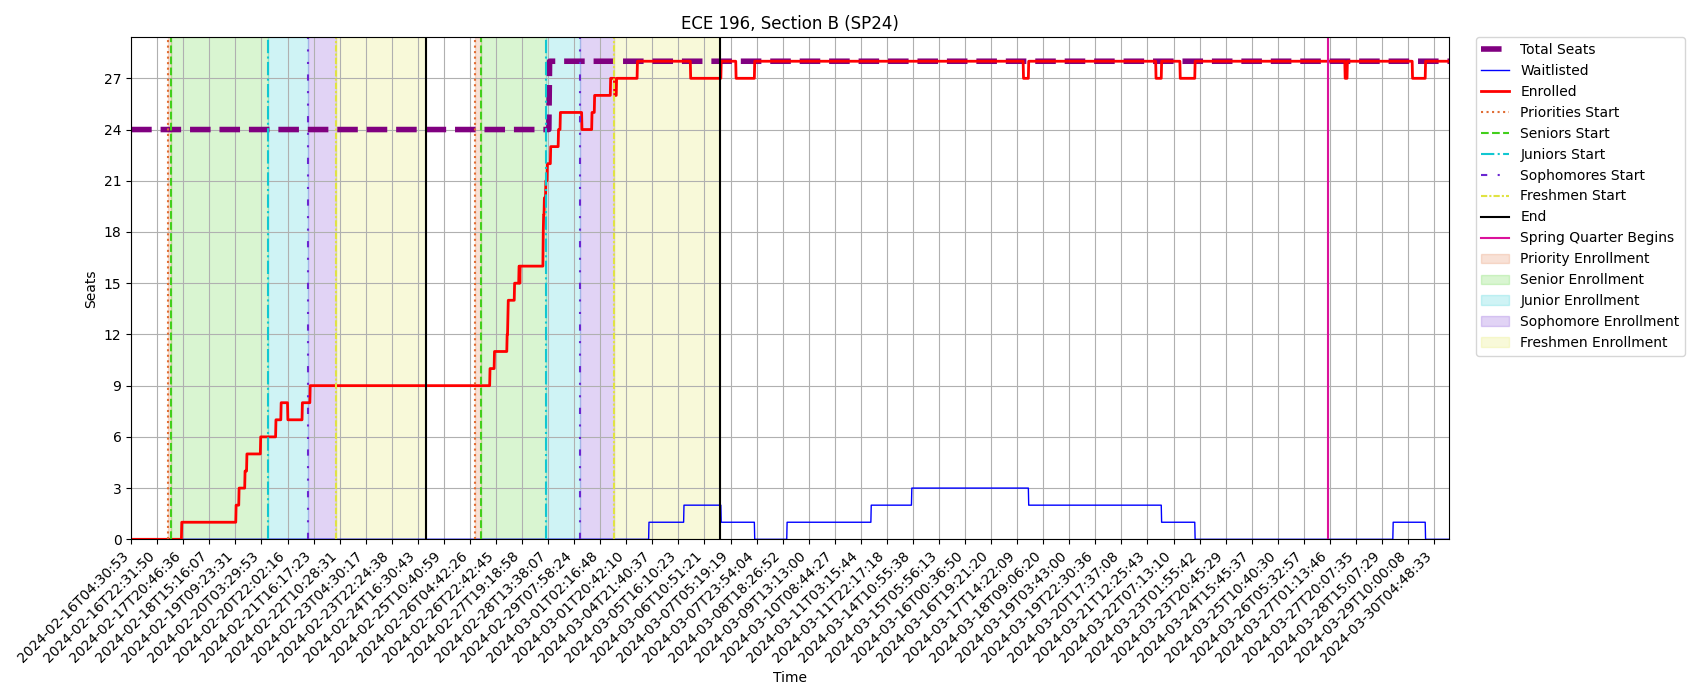 ECE 196, Section B (SP24)
Seats
27
24
21
18
15
12
9
6
3
0
2024-02-16T04:30:53
2024-02-16T22:31:50
2024-02-17T20:46:36
2024-02-18T15:16:07
2024-02-19T09:23:31
2024-02-20T03:29:53
2024-02-20T22:02:16
2024-02-21T16:17:23
2024-02-22T10:28:31
2024-02-23T04:30:17
2024-02-23T22:24:38
2024-02-24T16:30:43
2024-02-25T10:40:59
2024-02-26T04:42:26
2024-02-26T22:42:45
2024-02-27T19:18:58
2024-02-28T13:38:07
2024-02-29T07:58:24
2024-03-01T02:16:48
2024-03-01T20:42:10
2024-03-04T21:40:37
2024-03-05T16:10:23
2024-03-06T10:51:21
2024-03-07T05:19:19
2024-03-07T23:54:04
2024-03-08T18:26:52
2024-03-09T13:13:00
2024-03-10T08:44:27
2024-03-11T03:15:44
2024-03-11T22:17:18
2024-03-14T10:55:38
2024-03-15T05:56:13
2024-03-16T00:36:50
2024-03-16T19:21:20
2024-03-17T14:22:09
2024-03-18T09:06:20
2024-03-19T03:43:00
2024-03-19T22:30:36
2024-03-20T17:37:08
2024-03-21T12:25:43
2024-03-22T07:13:10
2024-03-23T01:55:42
2024-03-23T20:45:29
2024-03-24T15:45:37
2024-03-25T10:40:30
2024-03-26T05:32:57
2024-03-27T01:13:46
2024-03-27T20:07:35
2024-03-28T15:07:29
2024-03-29T10:00:08
2024-03-30T04:48:33
Time
Total Seats
Waitlisted
Enrolled
Priorities Start
Seniors Start
Juniors Start
Sophomores Start
Freshmen Start
End
Spring Quarter Begins
Priority Enrollment
Senior Enrollment
Junior Enrollment
Sophomore Enrollment
Freshmen Enrollment